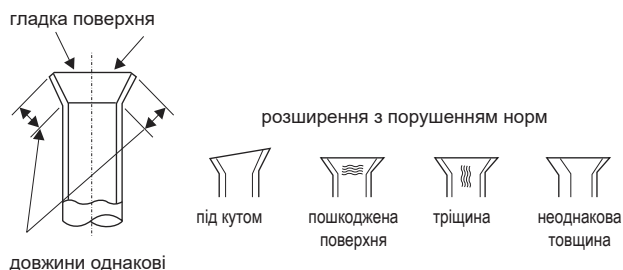 гладка поверхня
розширення з порушенням норм
під кутом
пошкоджена
поверхня
тріщина
неоднакова
товщина
довжини однакові